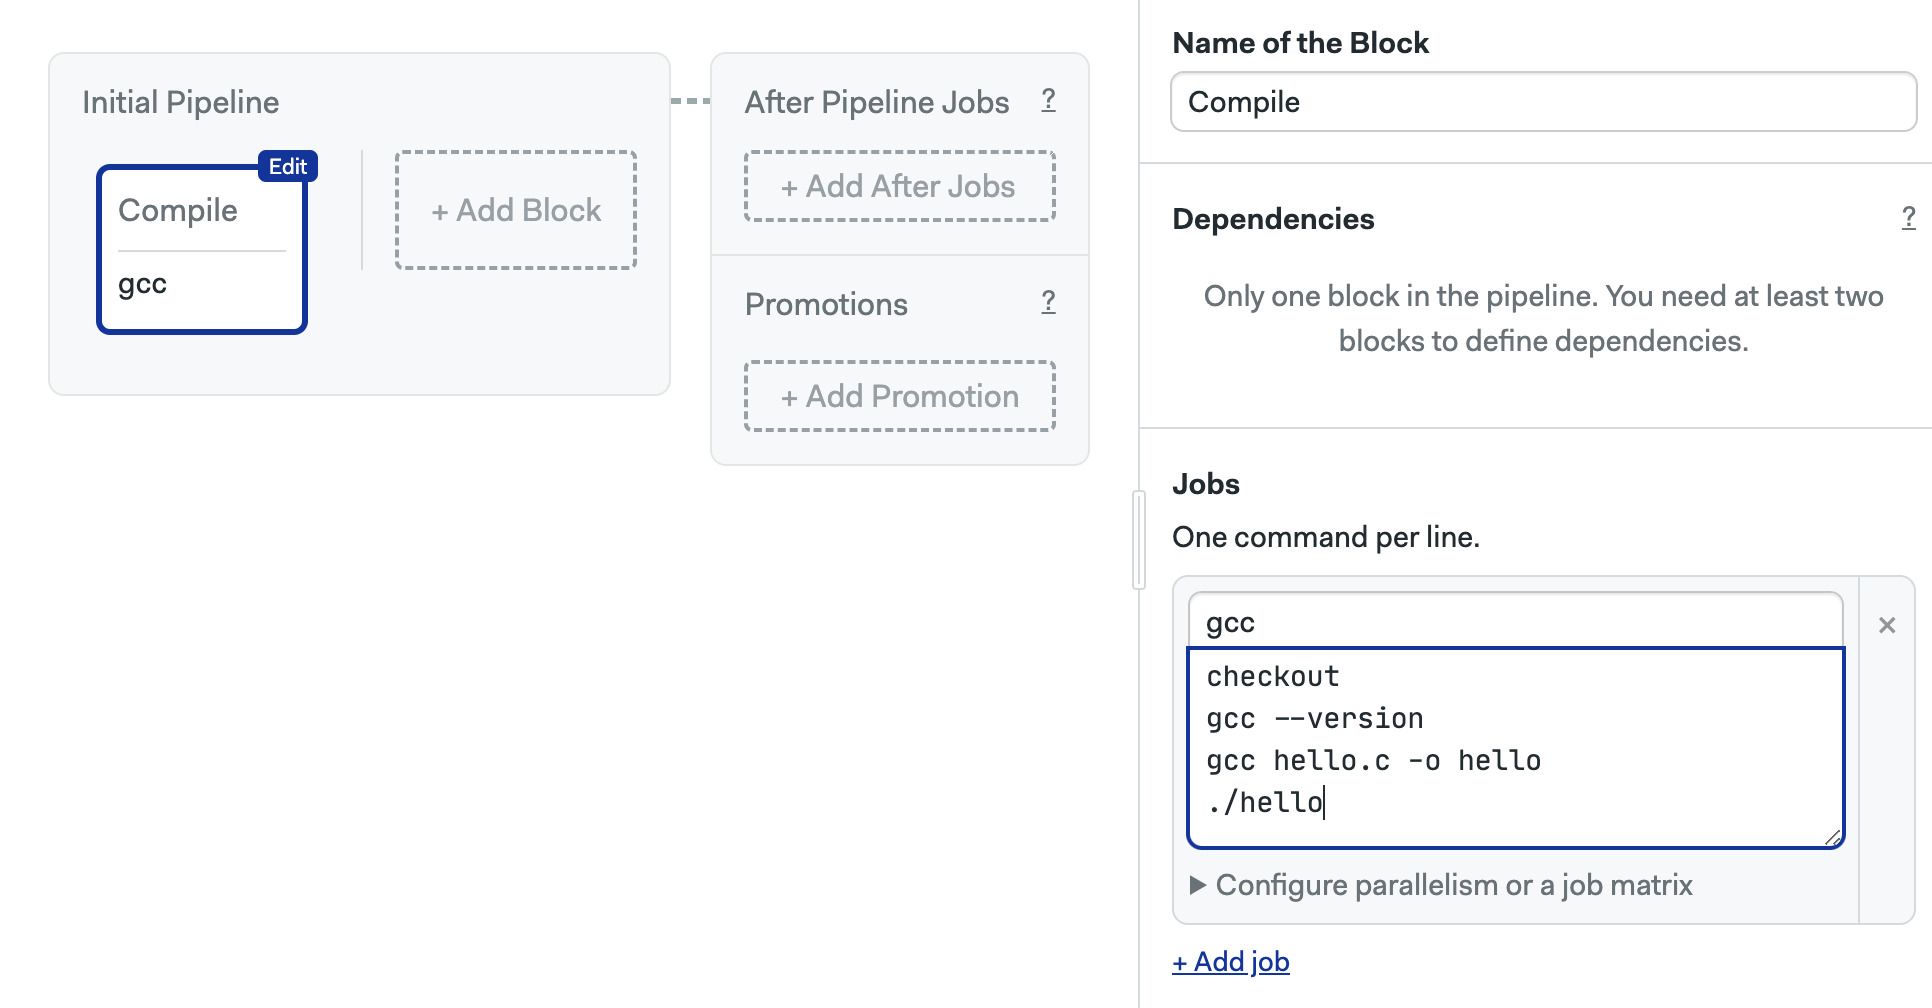 Initial Pipeline
Edit
Compile
gcc
+ Add Block
After Pipeline Jobs ?
+ Add After Jobs
Promotions ?
+ Add Promotion
Name of the Block
Compile
Dependencies ?
Only one block in the pipeline. You need at least two
blocks to define dependencies.
Jobs
One command per line.
gcc
checkout
gcc --version
gcc hello.c -o hello
./hello
Configure parallelism or a job matrix
+ Add job